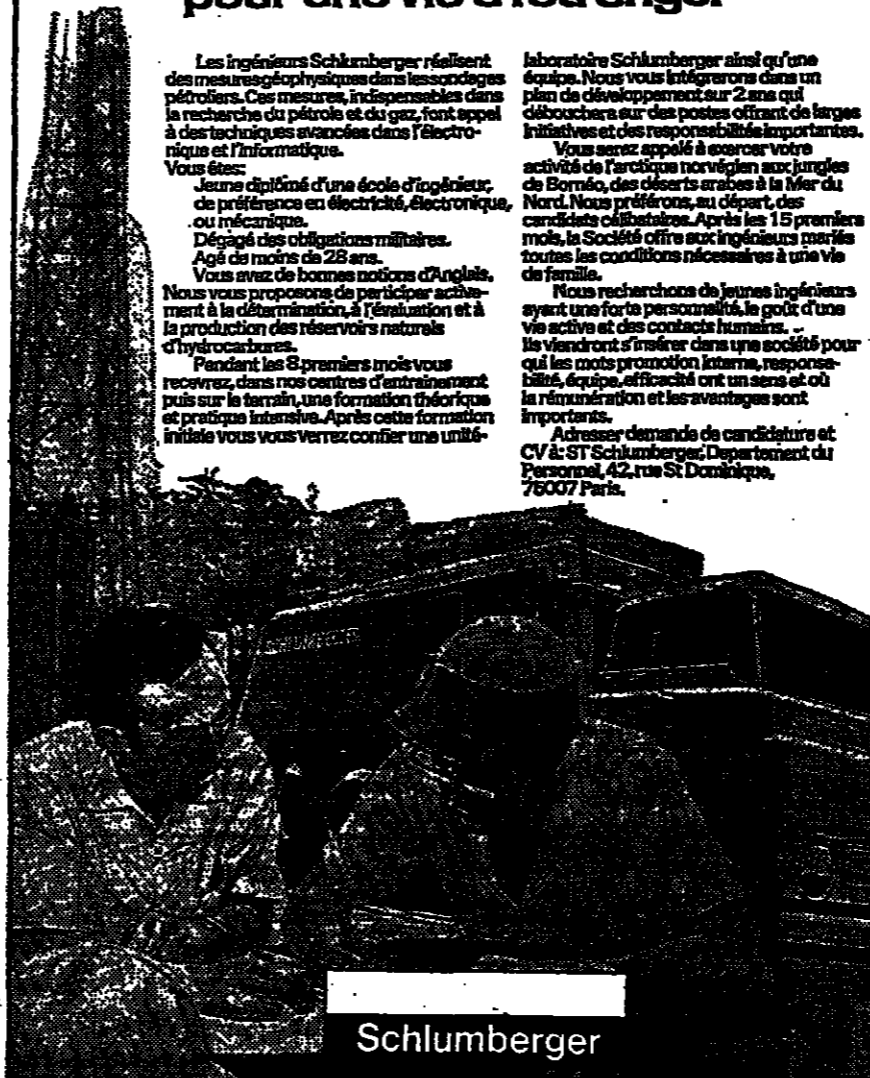 pour une vie à l'étranger
Les ingénieurs Schlumberger réalisent
des mesures géophysiques dans les sondages
pétroliers. Ces mesures, indispensables dans
la recherche du pétrole et du gaz, font appel
à des techniques avancées dans l'électro-
nique et l'informatique.
Vous êtes:
Jeune diplômé d'une école d'ingénieur,
de préférence en électricité, électronique,
ou mécanique.
Dégagé des obligations militaires.
Agé de moins de 28 ans.
Vous avez de bonnes notions d'Anglais.
Nous vous proposons de participer active-
ment à la détermination, à l'évaluation et à
la production des réservoirs naturels
d'hydrocarbures.
Pendant les 8 premiers mois vous
recevrez, dans nos centres d'entrainement
puis sur le terrain, une formation théorique
et pratique intensive. Après cette formation
initiale vous vous verrez confier une unité-
laboratoire Schlumberger ainsi qu'une
équipe. Nous vous intégrerons dans un
plan de développement sur 2 ans qui
débouchera sur des postes offrant de larges
initiatives et des responsabilités importantes.
Vous serez appelé à exercer votre
activité de l'arctique norvégien aux jungles
de Bornéo, des déserts arabes à la Mer du
Nord. Nous préférons, au départ, des
candidats célibataires. Après les 15 premiers
mois, la Société offre aux ingénieurs mariés
toutes les conditions nécessaires à une vie
de famille.
Nous recherchons de jeunes ingénieurs
ayant une forte personnalité, le goût d'une
vie active et des contacts humains.
Ils viendront s'insérer dans une société pour
qui les mots promotion interne, responsa-
bilité, équipe, efficacité ont un sens et où
la rémunération et les avantages sont
importants.
Adresser demande de candidature et
CV à: ST Schlumberger, Departement du
Personnel, 42, rue St Dominique,
75007 Paris.
Schlumberger